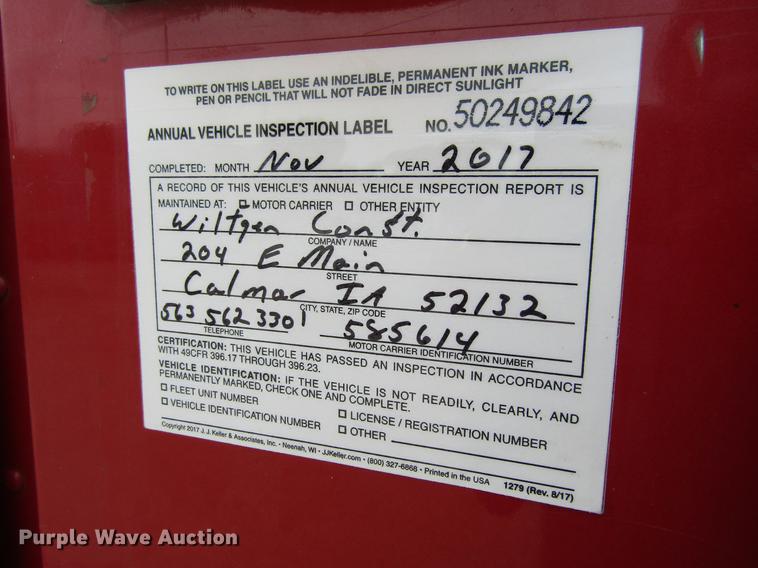 TO WRITE ON THIS LABEL USE AN INDELIBLE, PERMANENT INK MARKER,
PEN OR PENCIL THAT WILL NOT FADE IN DIRECT SUNLIGHT
ANNUAL VEHICLE INSPECTION LABEL NO. 50249842
COMPLETED: MONTH Nov YEAR 2017
A RECORD OF THIS VEHICLE'S ANNUAL VEHICLE INSPECTION REPORT IS
MAINTAINED AT: MOTOR CARRIER OTHER ENTITY
Wiltgen Const.
COMPANY / NAME
204 E Main
STREET
Calmar IA 52132
CITY, STATE, ZIP CODE
563 562 3301 585614
TELEPHONE MOTOR CARRIER IDENTIFICATION NUMBER
CERTIFICATION: THIS VEHICLE HAS PASSED AN INSPECTION IN ACCORDANCE
WITH 49CFR 396.17 THROUGH 396.23.
VEHICLE IDENTIFICATION: IF THE VEHICLE IS NOT READILY, CLEARLY, AND
PERMANENTLY MARKED, CHECK ONE AND COMPLETE.
FLEET UNIT NUMBER LICENSE / REGISTRATION NUMBER
VEHICLE IDENTIFICATION NUMBER OTHER
Copyright 2017 J. J. Keller & Associates, Inc. • Neenah, WI • JJKeller.com • (800) 327-6868 • Printed in the USA 1279 (Rev. 8/17)
Purple Wave Auction